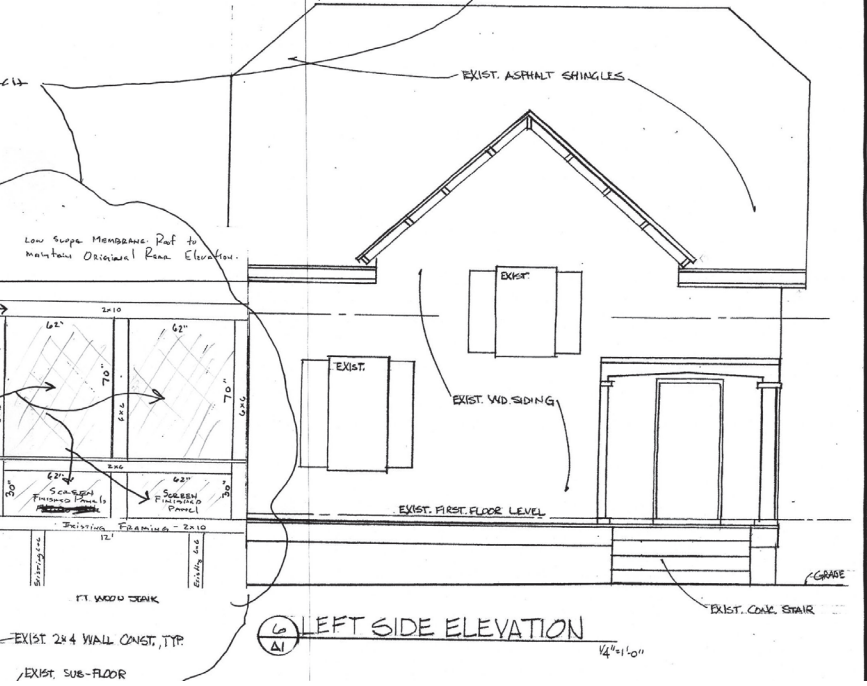 EXIST. ASPHALT SHINGLES
LOW SLOPE MEMBRANE ROOF to
maintain ORIGINAL REAR ELEVATION.
2x10
62"
62"
70"
6x6
70"
6x6
EXIST.
EXIST.
EXIST. WD. SIDING
2x6
62"
62"
30"
SCREEN
FINISHED PANELS
SCREEN
FINISHED
PANEL
30"
EXISTING FRAMING - 2x10
12'
EXIST. FIRST FLOOR LEVEL
Existing 6x6
Existing 6x6
GRADE
EXIST. CONC. STAIR
6
A1
LEFT SIDE ELEVATION
1/4"=1'-0"
EXIST. 2x4 WALL CONST., TYP.
EXIST. SUB-FLOOR